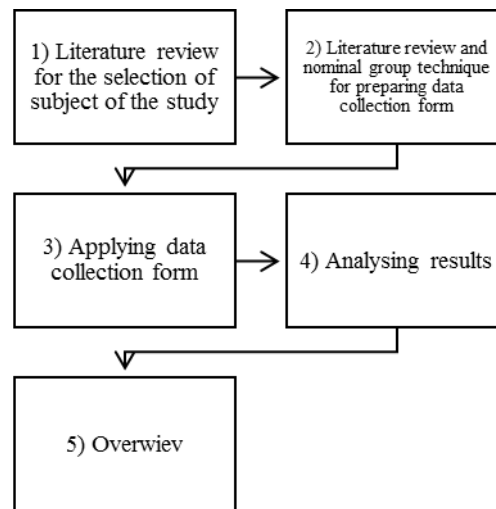 1) Literature review
for the selection of
subject of the study
2) Literature review and
nominal group technique
for preparing data
collection form
3) Applying data
collection form
4) Analysing results
5) Overwiev